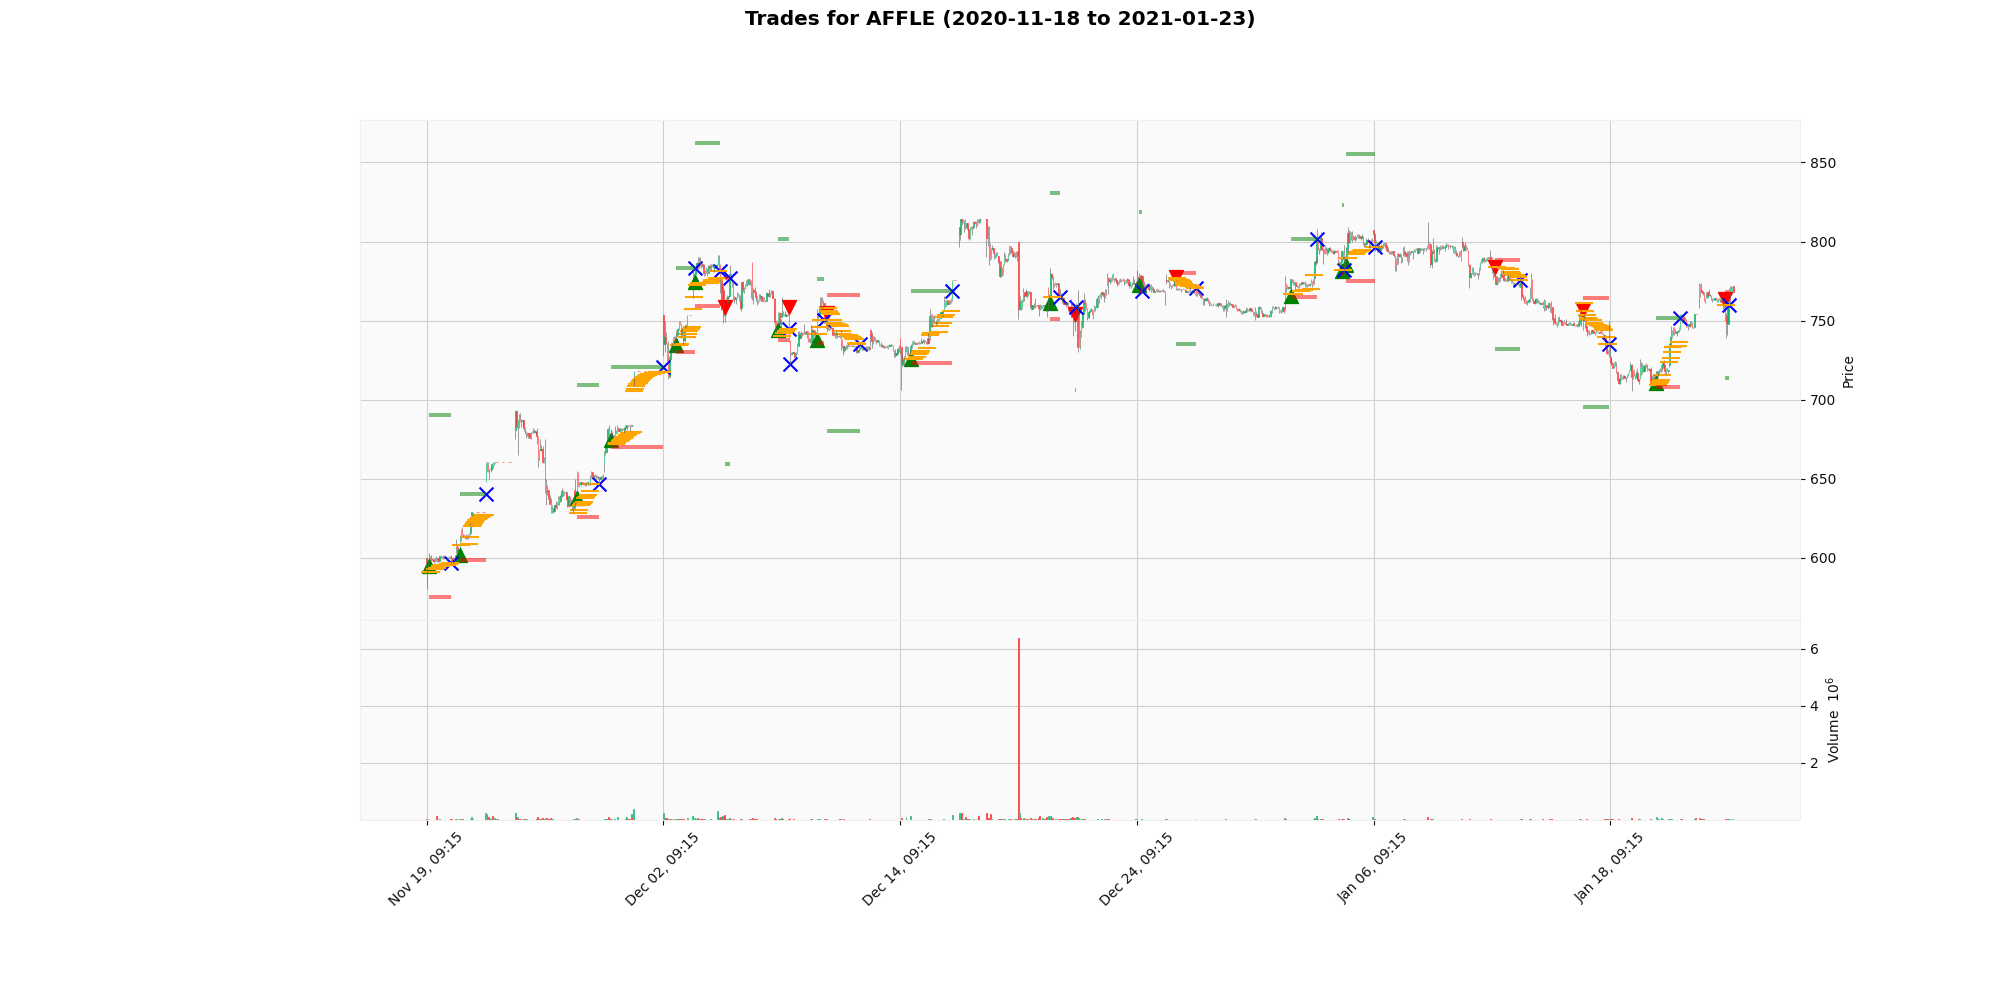 Trades for AFFLE (2020-11-18 to 2021-01-23)
850
800
750
700
650
600
Price
6
4
2
Volume 10^6
Nov 19, 09:15
Dec 02, 09:15
Dec 14, 09:15
Dec 24, 09:15
Jan 06, 09:15
Jan 18, 09:15